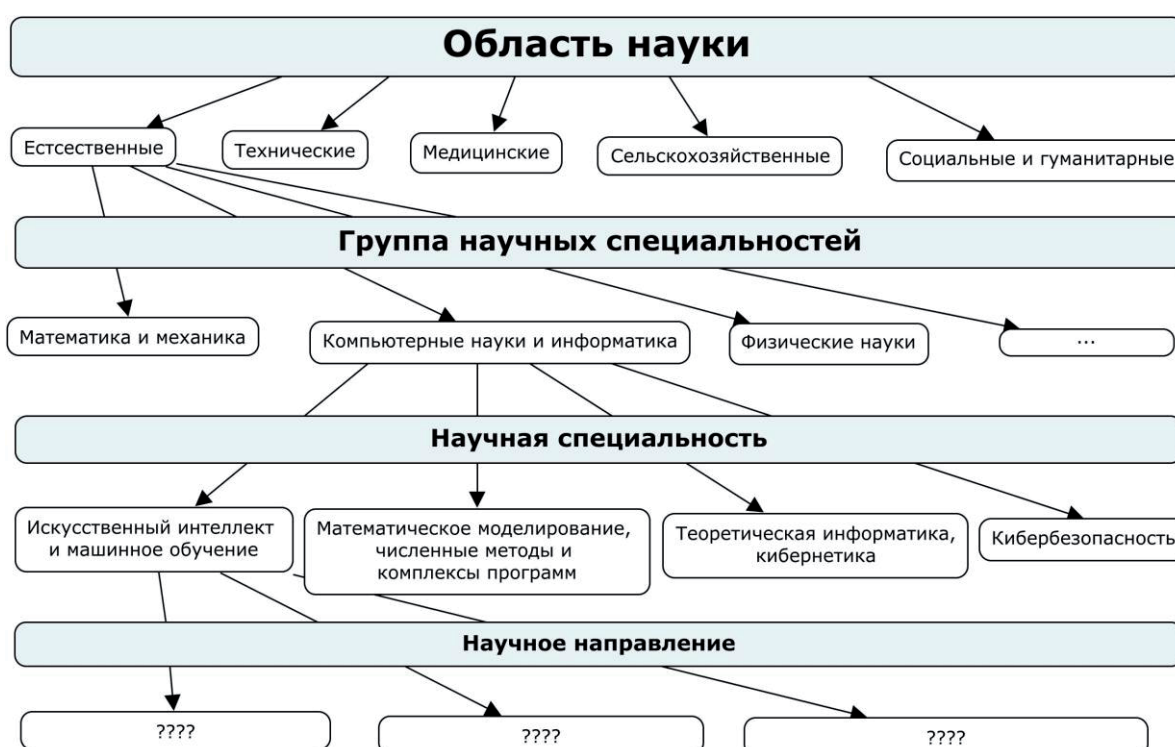 Область науки
Естсественные
Технические
Медицинские
Сельскохозяйственные
Социальные и гуманитарные
Группа научных специальностей
Математика и механика
Компьютерные науки и информатика
Физические науки
...
Научная специальность
Искусственный интеллект
и машинное обучение
Математическое моделирование,
численные методы и
комплексы программ
Теоретическая информатика,
кибернетика
Кибербезопасность
Научное направление
????
????
????